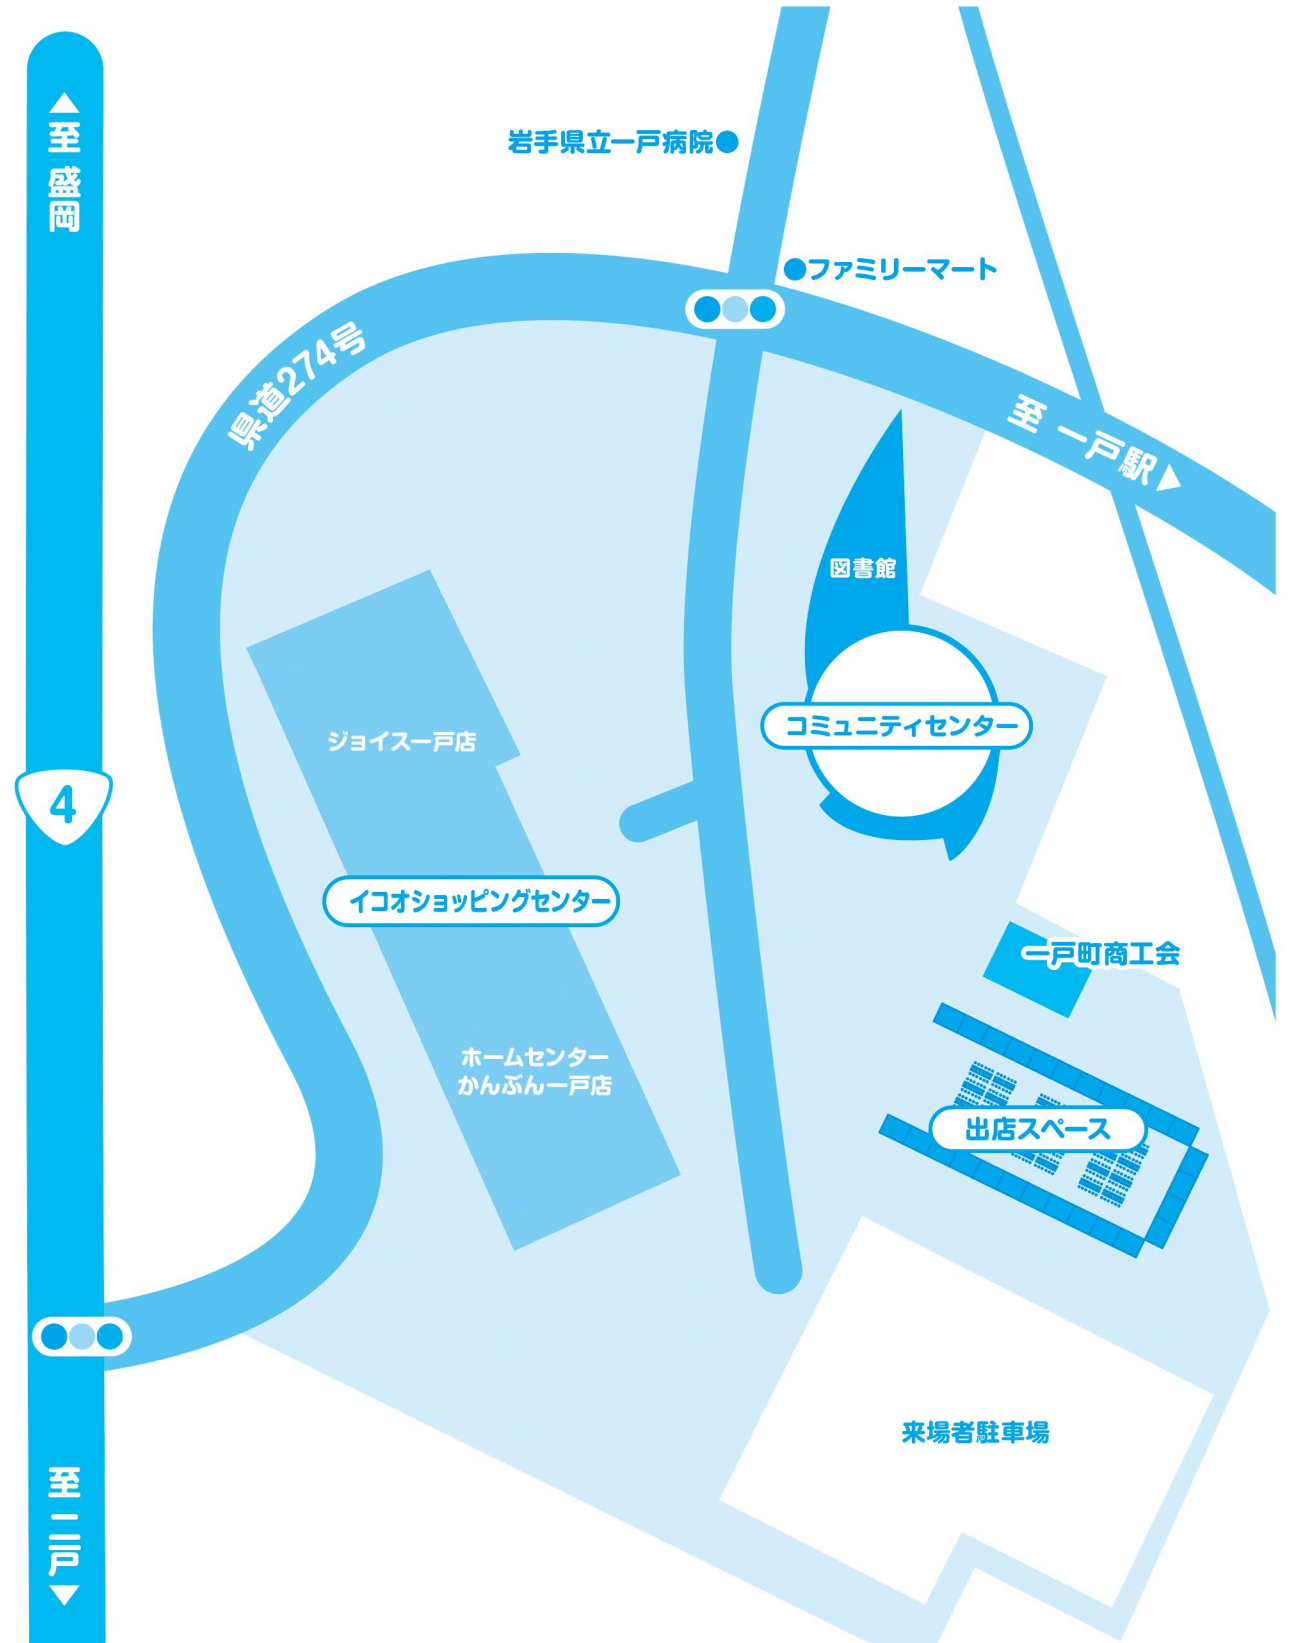 至 盛岡
岩手県立一戸病院
ファミリーマート
県道274号
至 一戸駅
図書館
コミュニティセンター
ジョイス一戸店
4
イコオショッピングセンター
一戸町商工会
ホームセンター
かんぶん一戸店
出店スペース
来場者駐車場
至 二戸